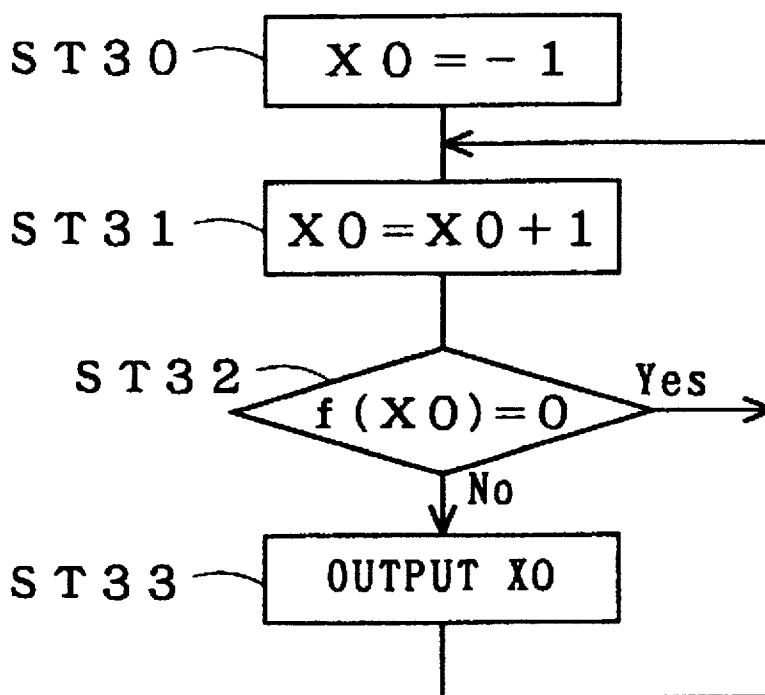 ST30 X0=-1
ST31 X0=X0+1
ST32 f(X0)=0 Yes
No
ST33 OUTPUT X0